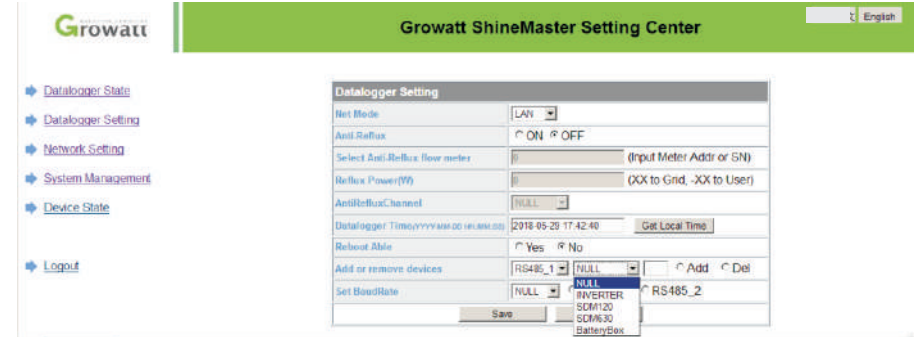 Growatt
Growatt ShineMaster Setting Center
English
Datalogger State
Datalogger Setting
Network Setting
System Management
Device State
Logout
Datalogger Setting
Net Mode LAN
Anti-Reflux ON OFF
Select Anti-Reflux flow meter 0 (Input Meter Addr or SN)
Reflux Power(W) 0 (XX to Grid, -XX to User)
AntiRefluxChannel NULL
Datalogger Time 2018-05-29 17:42:40 Get Local Time
Reboot Able Yes No
Add or remove devices RS485_1 NULL Add Del
NULL
INVERTER
SDM120
SDM630
BatteryBox
Set BaudRate NULL RS485_2
Save